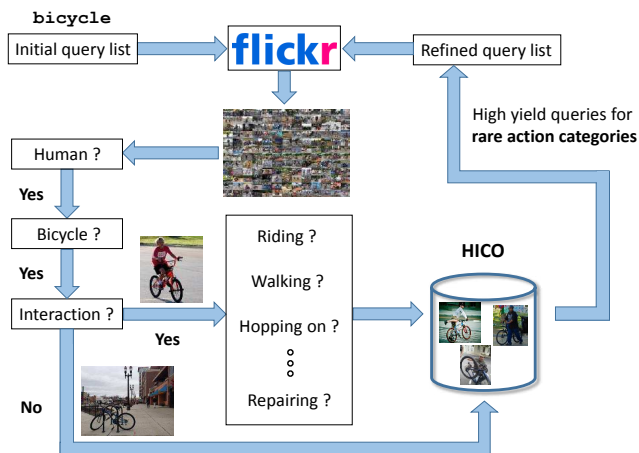 bicycle
Initial query list
flickr
Refined query list
High yield queries for
rare action categories
Human ?
Yes
Bicycle ?
Yes
Interaction ?
Yes
No
Riding ?
Walking ?
Hopping on ?
Repairing ?
HICO